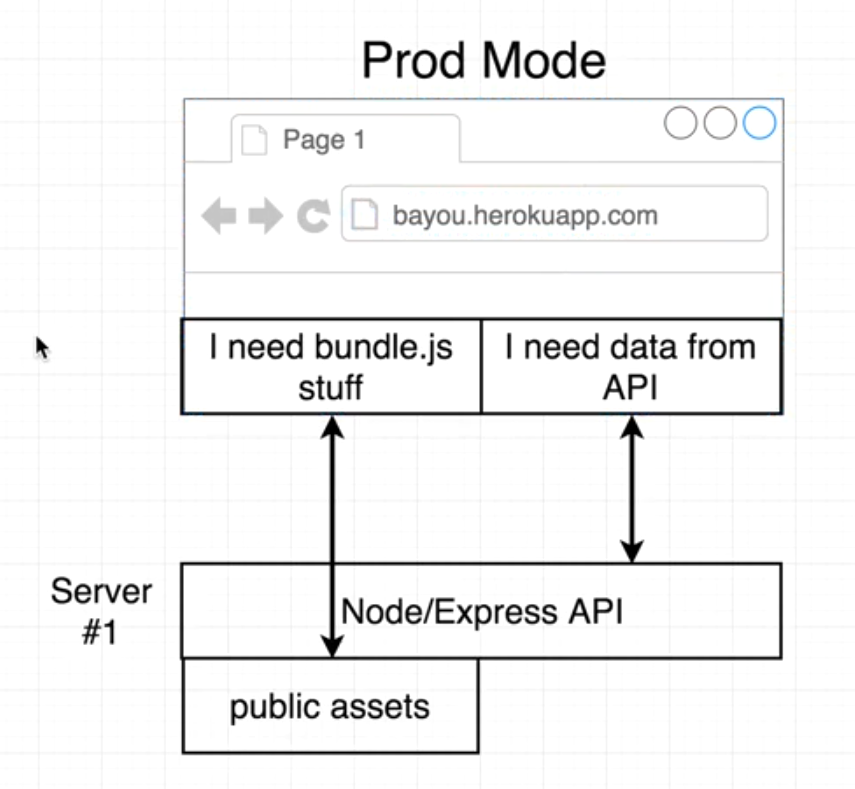 Prod Mode
Page 1
bayou.herokuapp.com
I need bundle.js
stuff
I need data from
API
Server
#1
Node/Express API
public assets